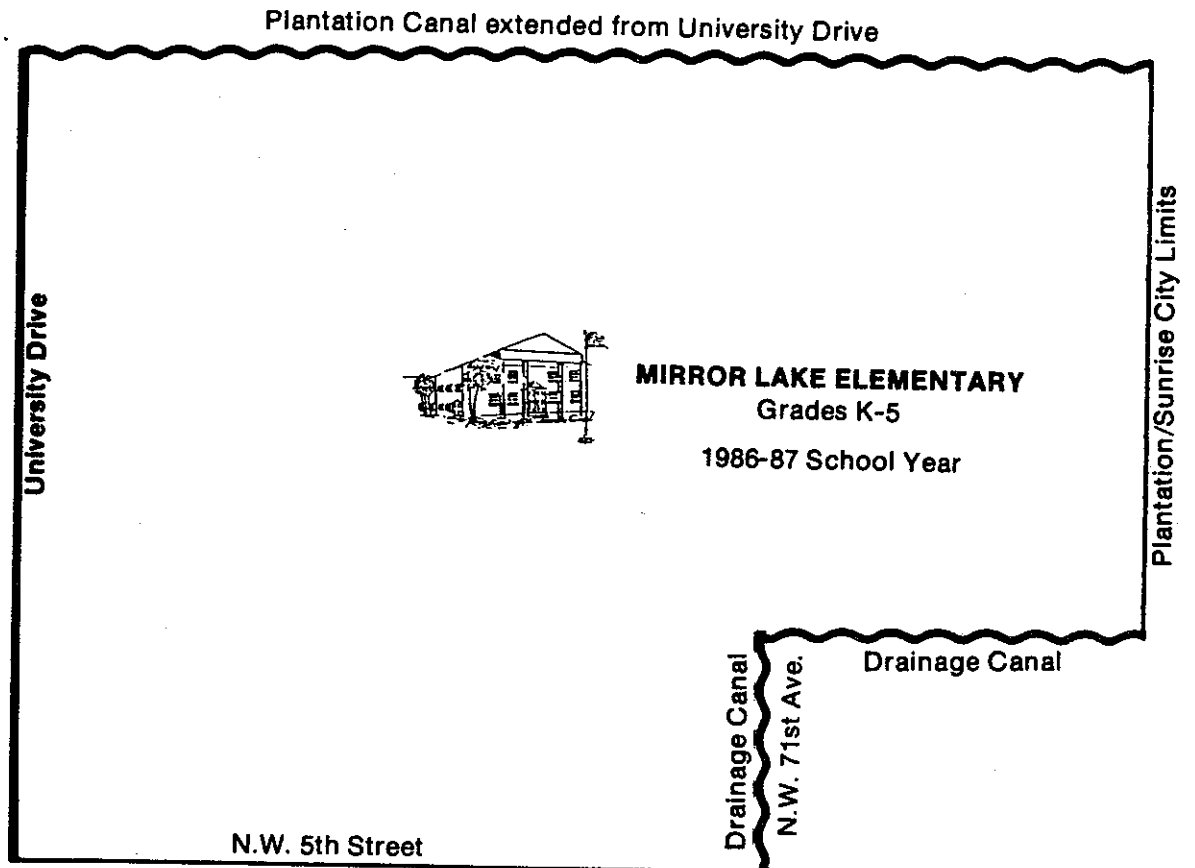 Plantation Canal extended from University Drive
University Drive
MIRROR LAKE ELEMENTARY
Grades K-5
1986-87 School Year
Plantation/Sunrise City Limits
Drainage Canal
Drainage Canal
N.W. 71st Ave.
N.W. 5th Street